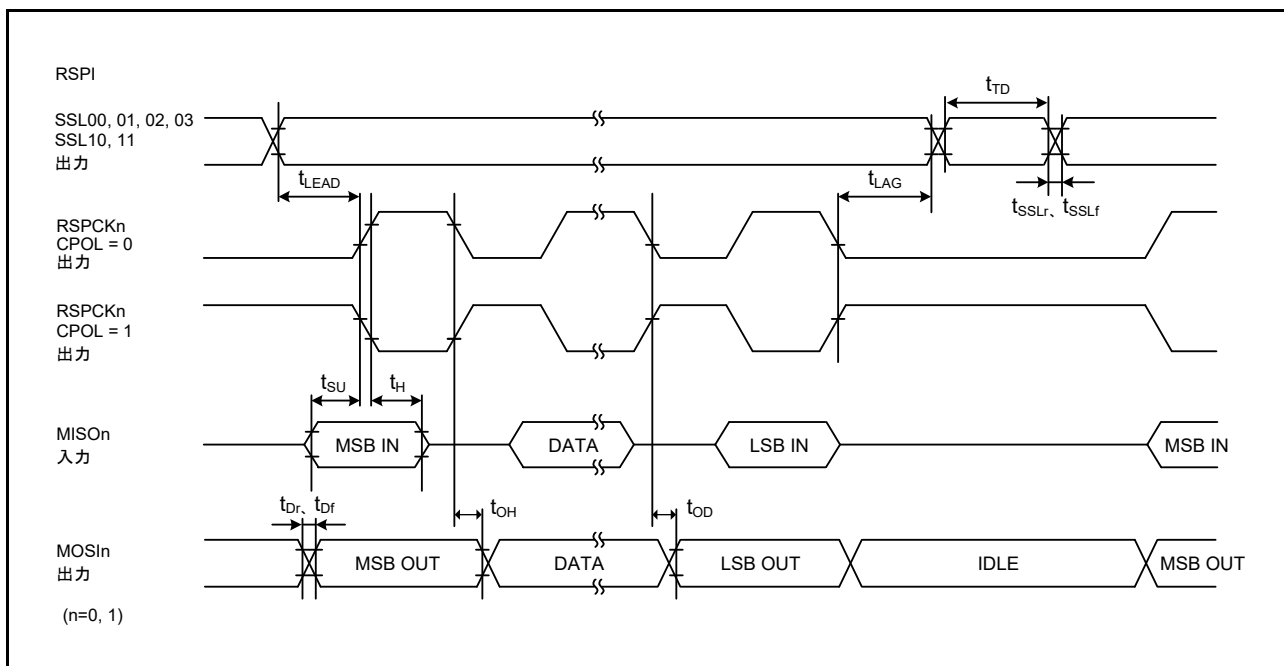 RSPI
SSL00, 01, 02, 03
SSL10, 11
出力
tTD
tLEAD
tLAG
tSSLr、tSSLf
RSPCKn
CPOL = 0
出力
RSPCKn
CPOL = 1
出力
tSU
tH
MISOn
入力
MSB IN
DATA
LSB IN
MSB IN
tDr、tDf
tOH
tOD
MOSIn
出力
MSB OUT
DATA
LSB OUT
IDLE
MSB OUT
(n=0, 1)